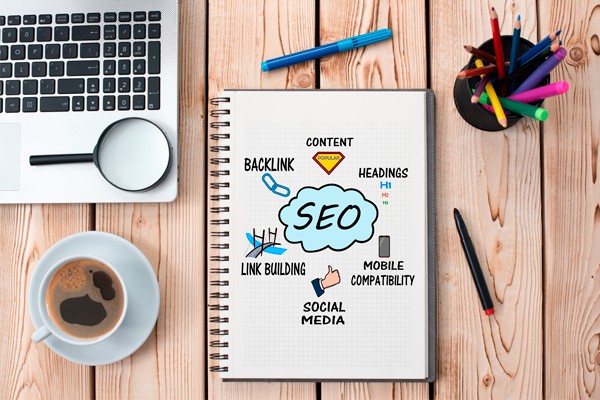 CONTENT
POPULAR
BACKLINK
HEADINGS
H1
H2
H3
SEO
LINK BUILDING
MOBILE
COMPATIBILITY
SOCIAL
MEDIA